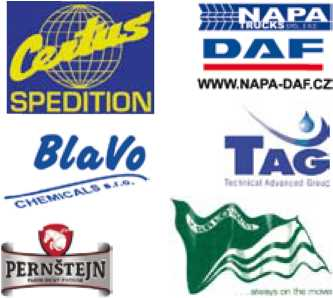 Certus
SPEDITION
NAPA
TRUCKS
DAF
WWW.NAPA-DAF.CZ
BlaVo
CHEMICALS s.r.o.
TAG
Technical Advanced Group
PERNŠTEJN
....always on the move